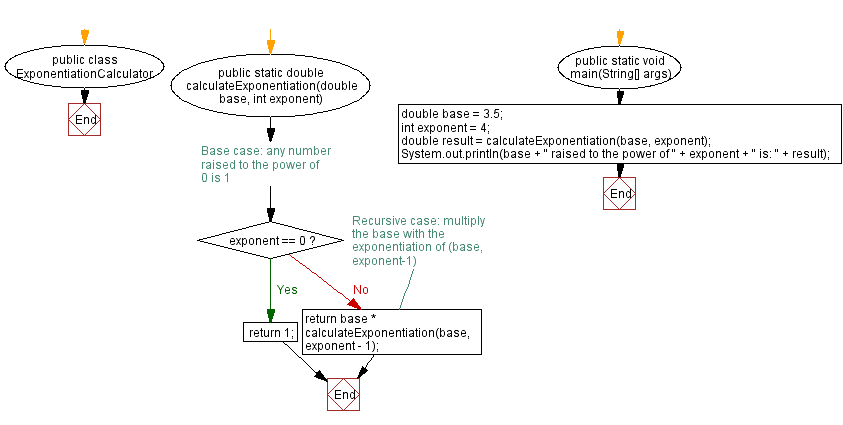 public class
ExponentiationCalculator
End
public static double
calculateExponentiation(double
base, int exponent)
Base case: any number
raised to the power of
0 is 1
exponent == 0 ?
Recursive case: multiply
the base with the
exponentiation of (base,
exponent-1)
Yes
No
return 1;
return base *
calculateExponentiation(base,
exponent - 1);
End
public static void
main(String[] args)
double base = 3.5;
int exponent = 4;
double result = calculateExponentiation(base, exponent);
System.out.println(base + " raised to the power of " + exponent + " is: " + result);
End